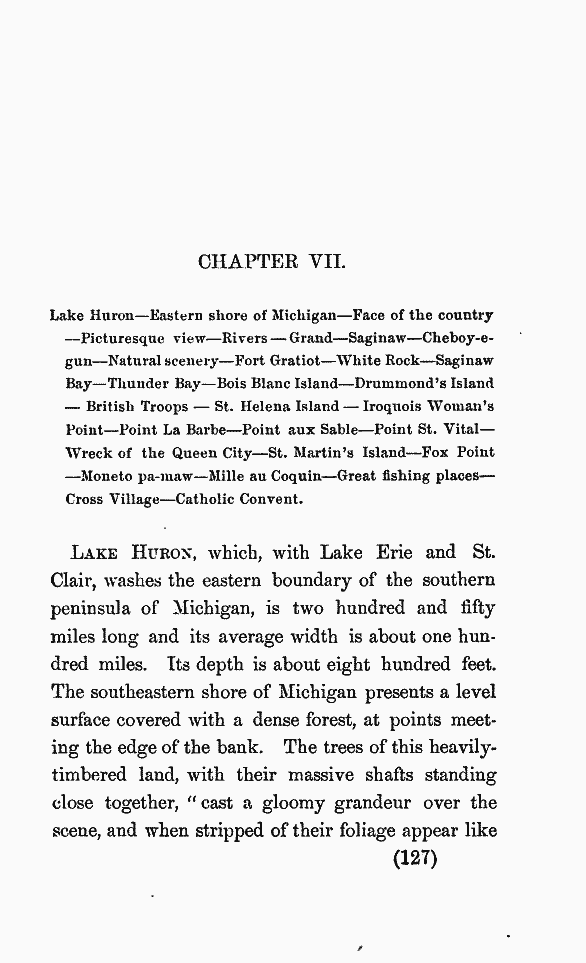 CHAPTER VII.
Lake Huron—Eastern shore of Michigan—Face of the country
—Picturesque view—Rivers—Grand—Saginaw—Cheboy-e-
gun—Natural scenery—Fort Gratiot—White Rock—Saginaw
Bay—Thunder Bay—Bois Blanc Island—Drummond's Island
— British Troops — St. Helena Island — Iroquois Woman's
Point—Point La Barbe—Point aux Sable—Point St. Vital—
Wreck of the Queen City—St. Martin's Island—Fox Point
—Moneto pa-maw—Mille au Coquin—Great fishing places—
Cross Village—Catholic Convent.
LAKE HURON, which, with Lake Erie and St.
Clair, washes the eastern boundary of the southern
peninsula of Michigan, is two hundred and fifty
miles long and its average width is about one hun-
dred miles. Its depth is about eight hundred feet.
The southeastern shore of Michigan presents a level
surface covered with a dense forest, at points meet-
ing the edge of the bank. The trees of this heavily-
timbered land, with their massive shafts standing
close together, "cast a gloomy grandeur over the
scene, and when stripped of their foliage appear like
(127)